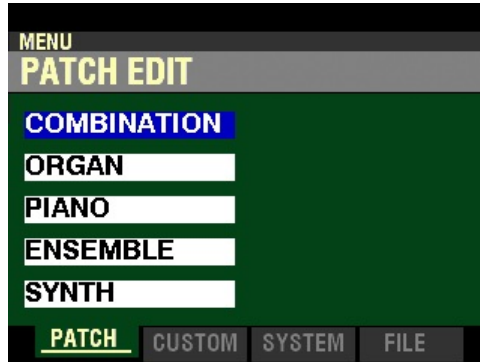 MENU
PATCH EDIT
COMBINATION
ORGAN
PIANO
ENSEMBLE
SYNTH
PATCH CUSTOM SYSTEM FILE